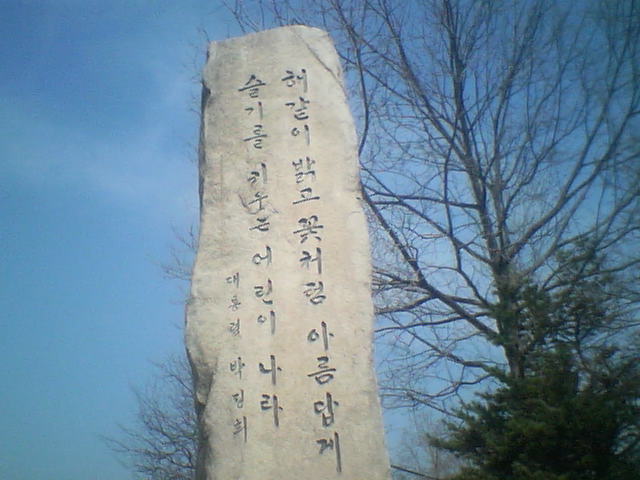 해같이 밝고 꽃처럼 아름답게
슬기를 키우는 어린이 나라
대통령 박정희